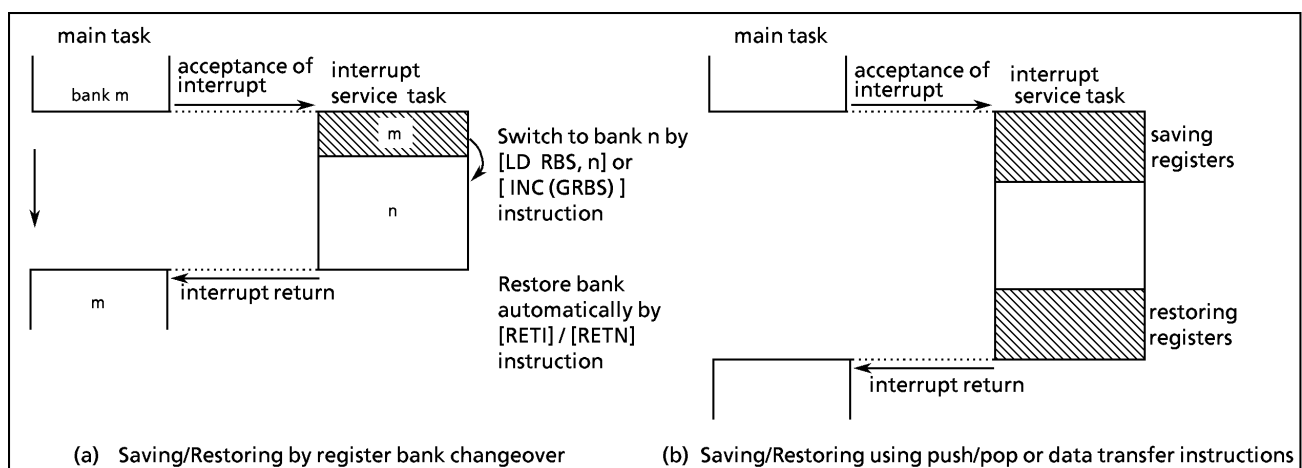 main task
bank m
acceptance of
interrupt
interrupt
service task
m
Switch to bank n by
[LD RBS, n] or
[ INC (GRBS) ]
instruction
n
interrupt return
m
Restore bank
automatically by
[RETI] / [RETN]
instruction
(a) Saving/Restoring by register bank changeover
main task
acceptance of
interrupt
interrupt
service task
saving
registers
restoring
registers
interrupt return
(b) Saving/Restoring using push/pop or data transfer instructions